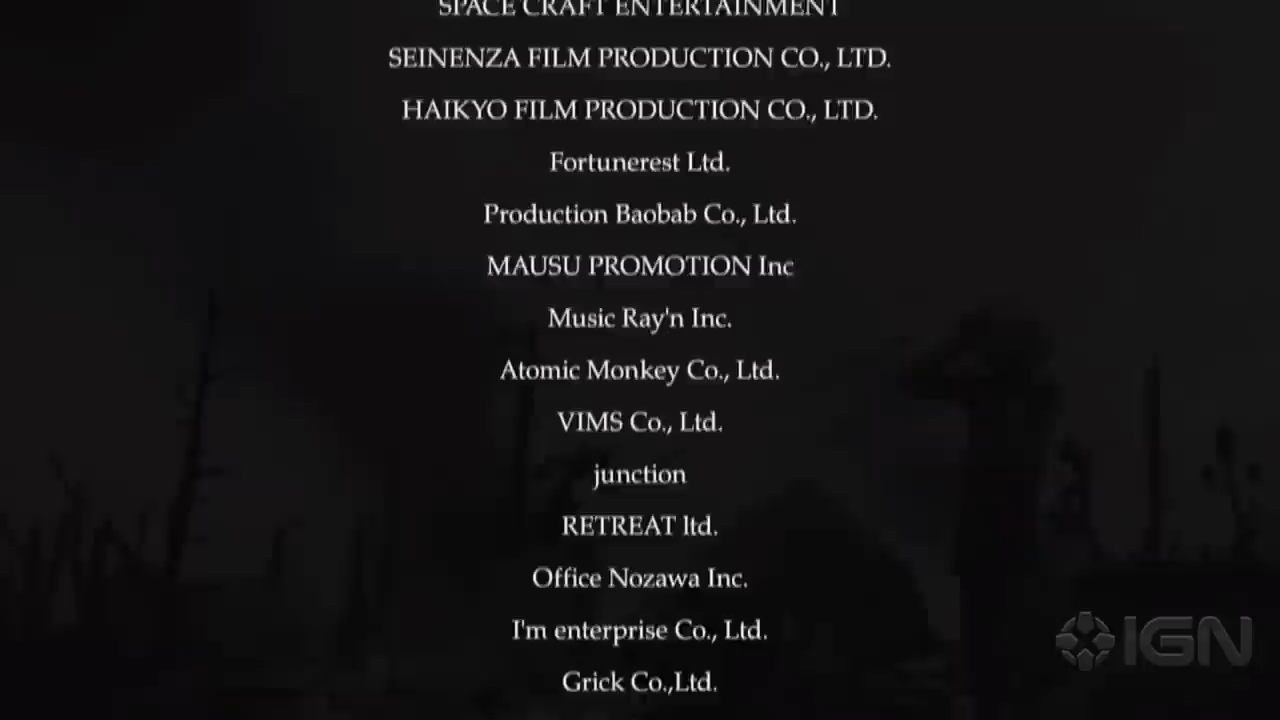 SPACE CRAFT ENTERTAINMENT
SEINENZA FILM PRODUCTION CO., LTD.
HAIKYO FILM PRODUCTION CO., LTD.
Fortunerest Ltd.
Production Baobab Co., Ltd.
MAUSU PROMOTION Inc
Music Ray'n Inc.
Atomic Monkey Co., Ltd.
VIMS Co., Ltd.
junction
RETREAT ltd.
Office Nozawa Inc.
I'm enterprise Co., Ltd.
Grick Co.,Ltd.
IGN